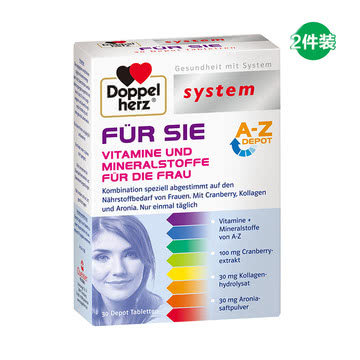 2件装
Gesundheit mit System
Doppel
herz
system
FÜR SIE
A-Z
DEPOT
VITAMINE UND
MINERALSTOFFE
FÜR DIE FRAU
Kombination speziell abgestimmt auf den
Nährstoffbedarf von Frauen. Mit Cranberry, Kollagen
und Aronia. Nur einmal täglich
• Vitamine +
Mineralstoffe
von A-Z
• 100 mg Cranberry-
extrakt
• 30 mg Kollagen-
hydrolysat
• 30 mg Aronia-
saftpulver
30 Depot Tabletten